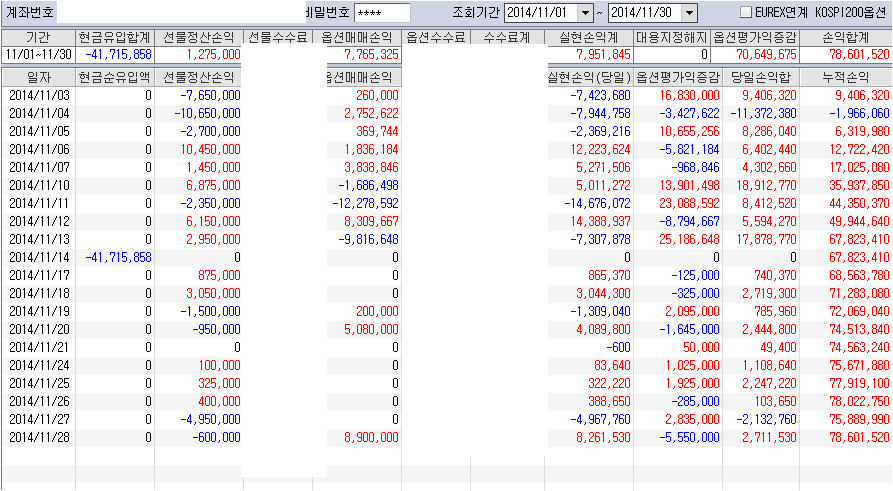 계좌번호 비밀번호 **** 조회기간 2014/11/01 ~ 2014/11/30 EUREX연계 KOSPI200옵션
기간 현금유입합계 선물정산손익 선물수수료 옵션매매손익 옵션수수료 수수료계 실현손익계 대용지정해지 옵션평가익증감 손익합계
11/01~11/30 -41,715,858 1,275,000 7,765,325 7,951,845 0 70,649,675 78,601,520
일자 현금순유입액 선물정산손익 옵션매매손익 실현손익(당일) 옵션평가익증감 당일손익합 누적손익
2014/11/03 0 -7,650,000 260,000 -7,423,680 16,830,000 9,406,320 9,406,320
2014/11/04 0 -10,650,000 2,752,622 -7,944,758 -3,427,622 -11,372,380 -1,966,060
2014/11/05 0 -2,700,000 369,744 -2,369,216 10,655,256 8,286,040 6,319,980
2014/11/06 0 10,450,000 1,836,184 12,223,624 -5,821,184 6,402,440 12,722,420
2014/11/07 0 1,450,000 3,838,846 5,271,506 -968,846 4,302,660 17,025,080
2014/11/10 0 6,875,000 -1,686,498 5,011,272 13,901,498 18,912,770 35,937,850
2014/11/11 0 -2,350,000 -12,278,592 -14,676,072 23,088,592 8,412,520 44,350,370
2014/11/12 0 6,150,000 8,309,667 14,388,937 -8,794,667 5,594,270 49,944,640
2014/11/13 0 2,950,000 -9,816,648 -7,307,878 25,186,648 17,878,770 67,823,410
2014/11/14 -41,715,858 0 0 0 0 0 67,823,410
2014/11/17 0 875,000 0 865,370 -125,000 740,370 68,563,780
2014/11/18 0 3,050,000 0 3,044,300 -325,000 2,719,300 71,283,080
2014/11/19 0 -1,500,000 200,000 -1,309,040 2,095,000 785,960 72,069,040
2014/11/20 0 -950,000 5,080,000 4,089,800 -1,645,000 2,444,800 74,513,840
2014/11/21 0 0 0 -600 50,000 49,400 74,563,240
2014/11/24 0 100,000 0 83,640 1,025,000 1,108,640 75,671,880
2014/11/25 0 325,000 0 322,220 1,925,000 2,247,220 77,919,100
2014/11/26 0 400,000 0 388,650 -285,000 103,650 78,022,750
2014/11/27 0 -4,950,000 0 -4,967,760 2,835,000 -2,132,760 75,889,990
2014/11/28 0 -600,000 8,900,000 8,261,530 -5,550,000 2,711,530 78,601,520